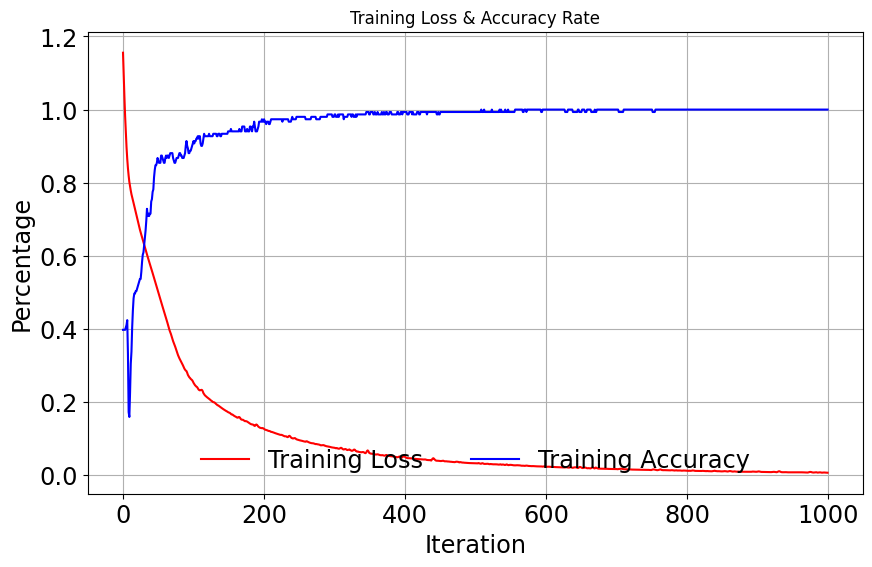 Training Loss & Accuracy Rate
1.2
1.0
0.8
0.6
0.4
0.2
0.0
Percentage
Training Loss
Training Accuracy
0 200 400 600 800 1000
Iteration